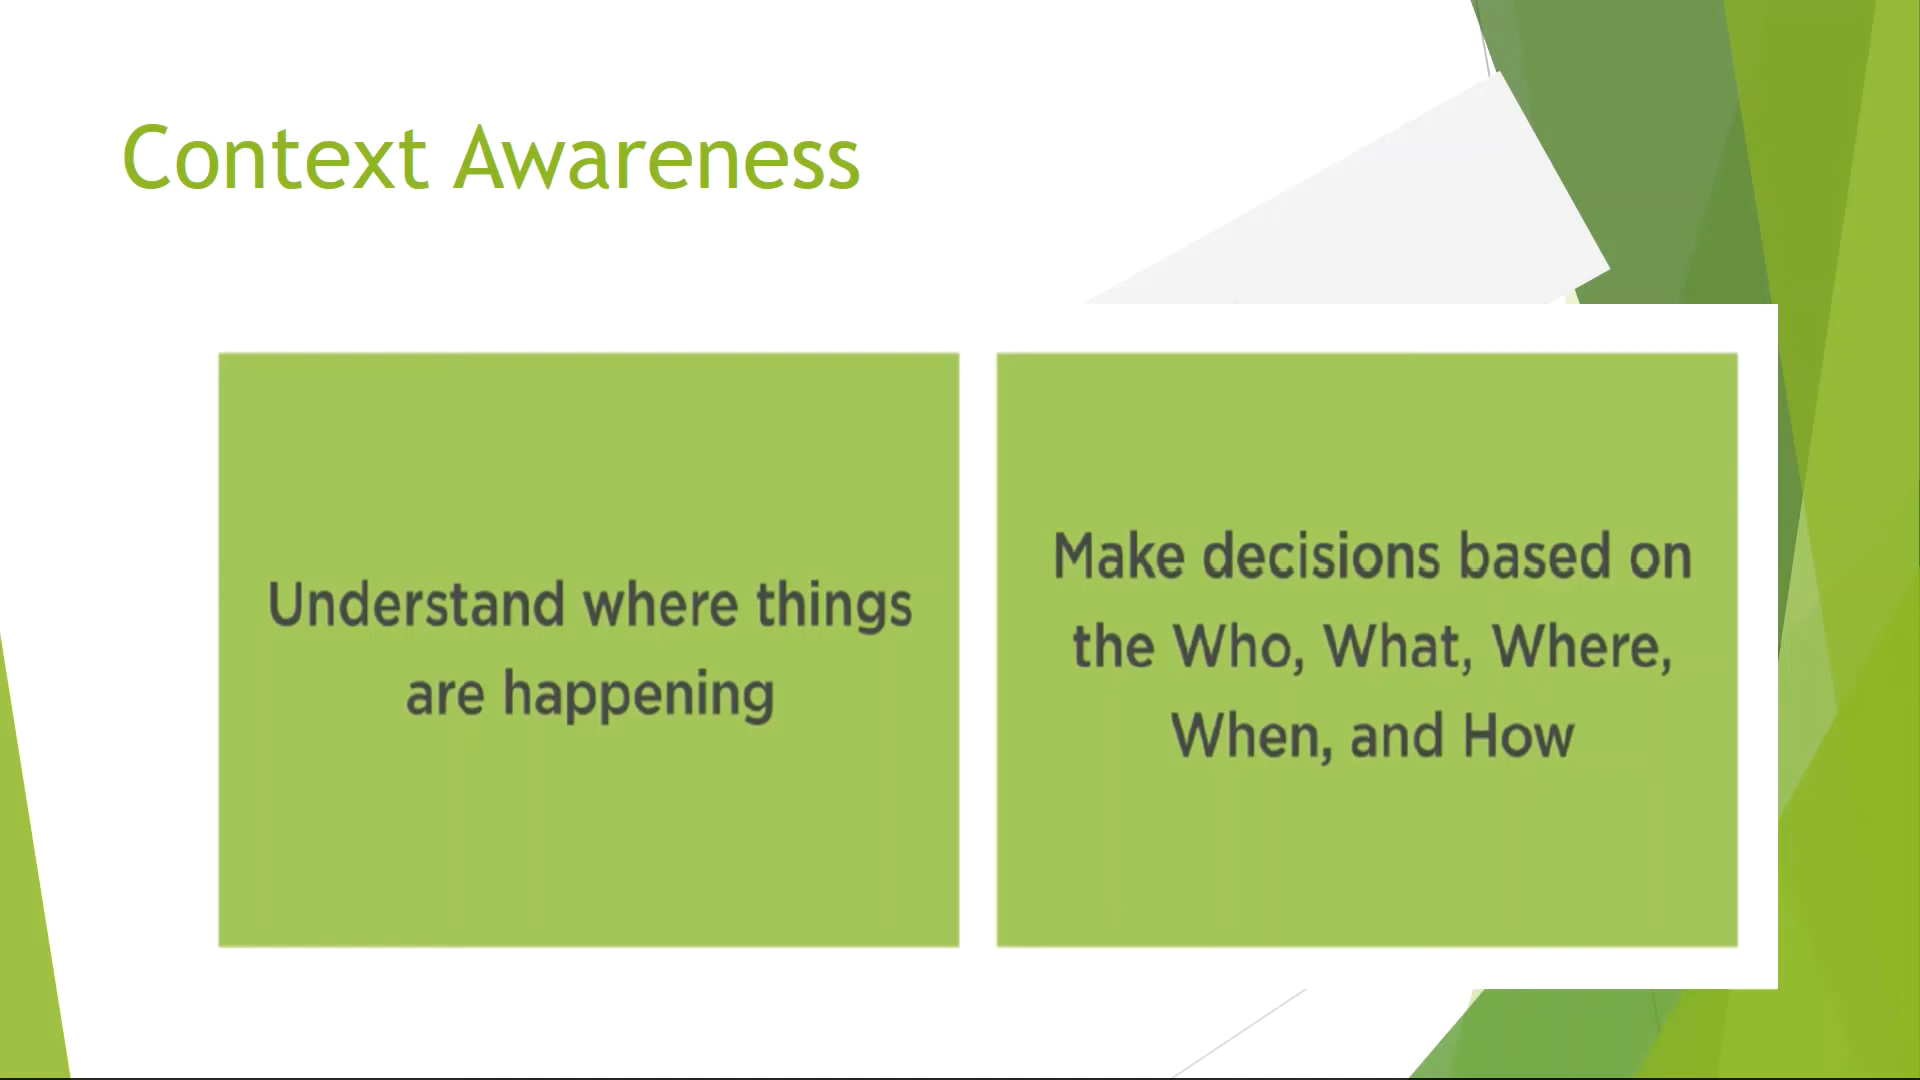 Context Awareness
Understand where things
are happening
Make decisions based on
the Who, What, Where,
When, and How